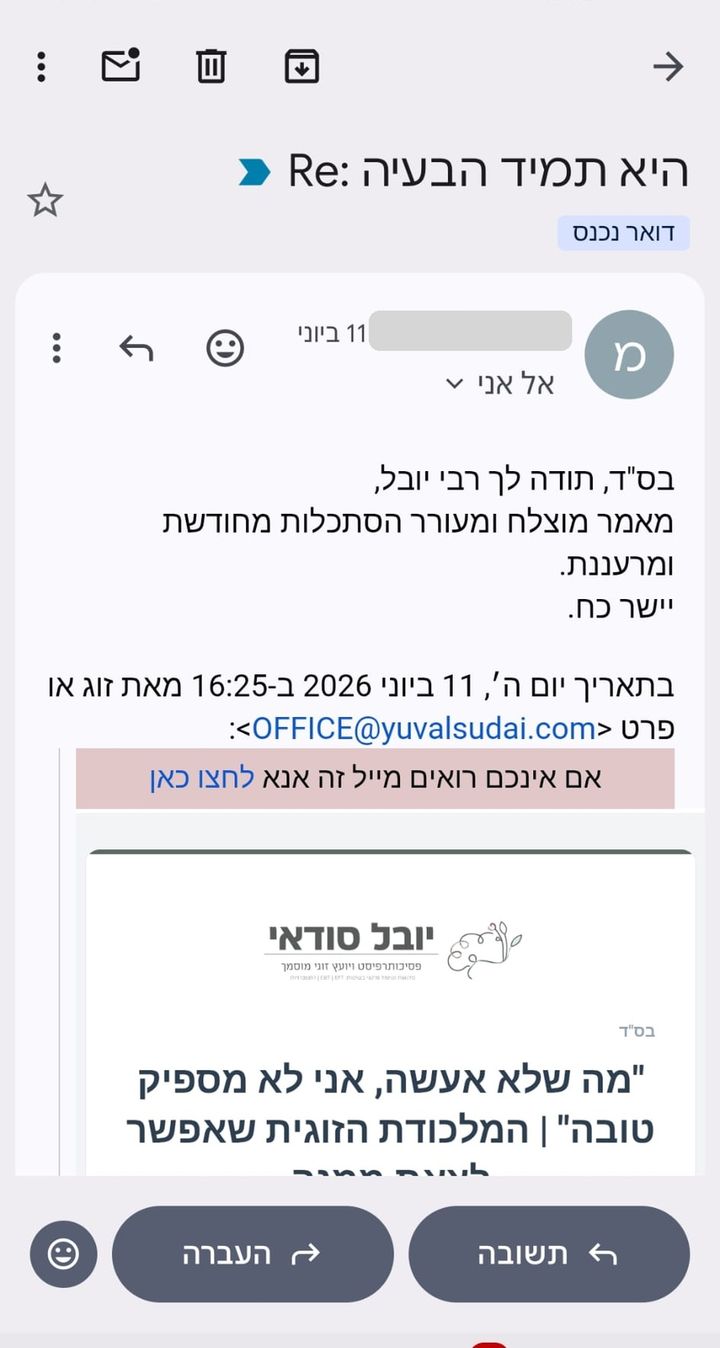 היא תמיד הבעיה :Re
דואר נכנס
מ
11 ביוני
אל אני
בס"ד, תודה לך רבי יובל,
מאמר מוצלח ומעורר הסתכלות מחודשת
ומרעננת.
יישר כח.
בתאריך יום ה׳, 11 ביוני 2026 ב-16:25 מאת זוג או
פרט <OFFICE@yuvalsudai.com>:
אם אינכם רואים מייל זה אנא לחצו כאן
יובל סודאי
פסיכותרפיסט ויועץ זוגי מוסמך
בס"ד
"מה שלא אעשה, אני לא מספיק
טובה" | המלכודת הזוגית שאפשר
תשובה
העברה